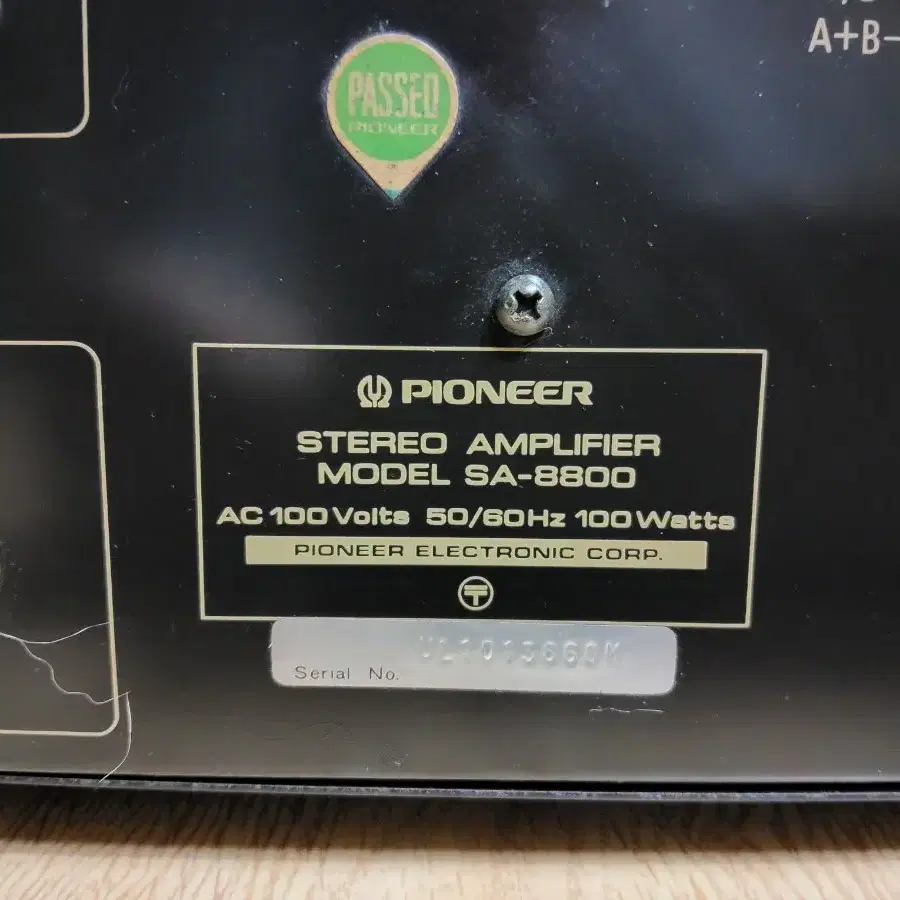 A+B-
PASSED
PIONEER
PIONEER
STEREO AMPLIFIER
MODEL SA-8800
AC 100 Volts 50/60Hz 100 Watts
PIONEER ELECTRONIC CORP.
Serial No.